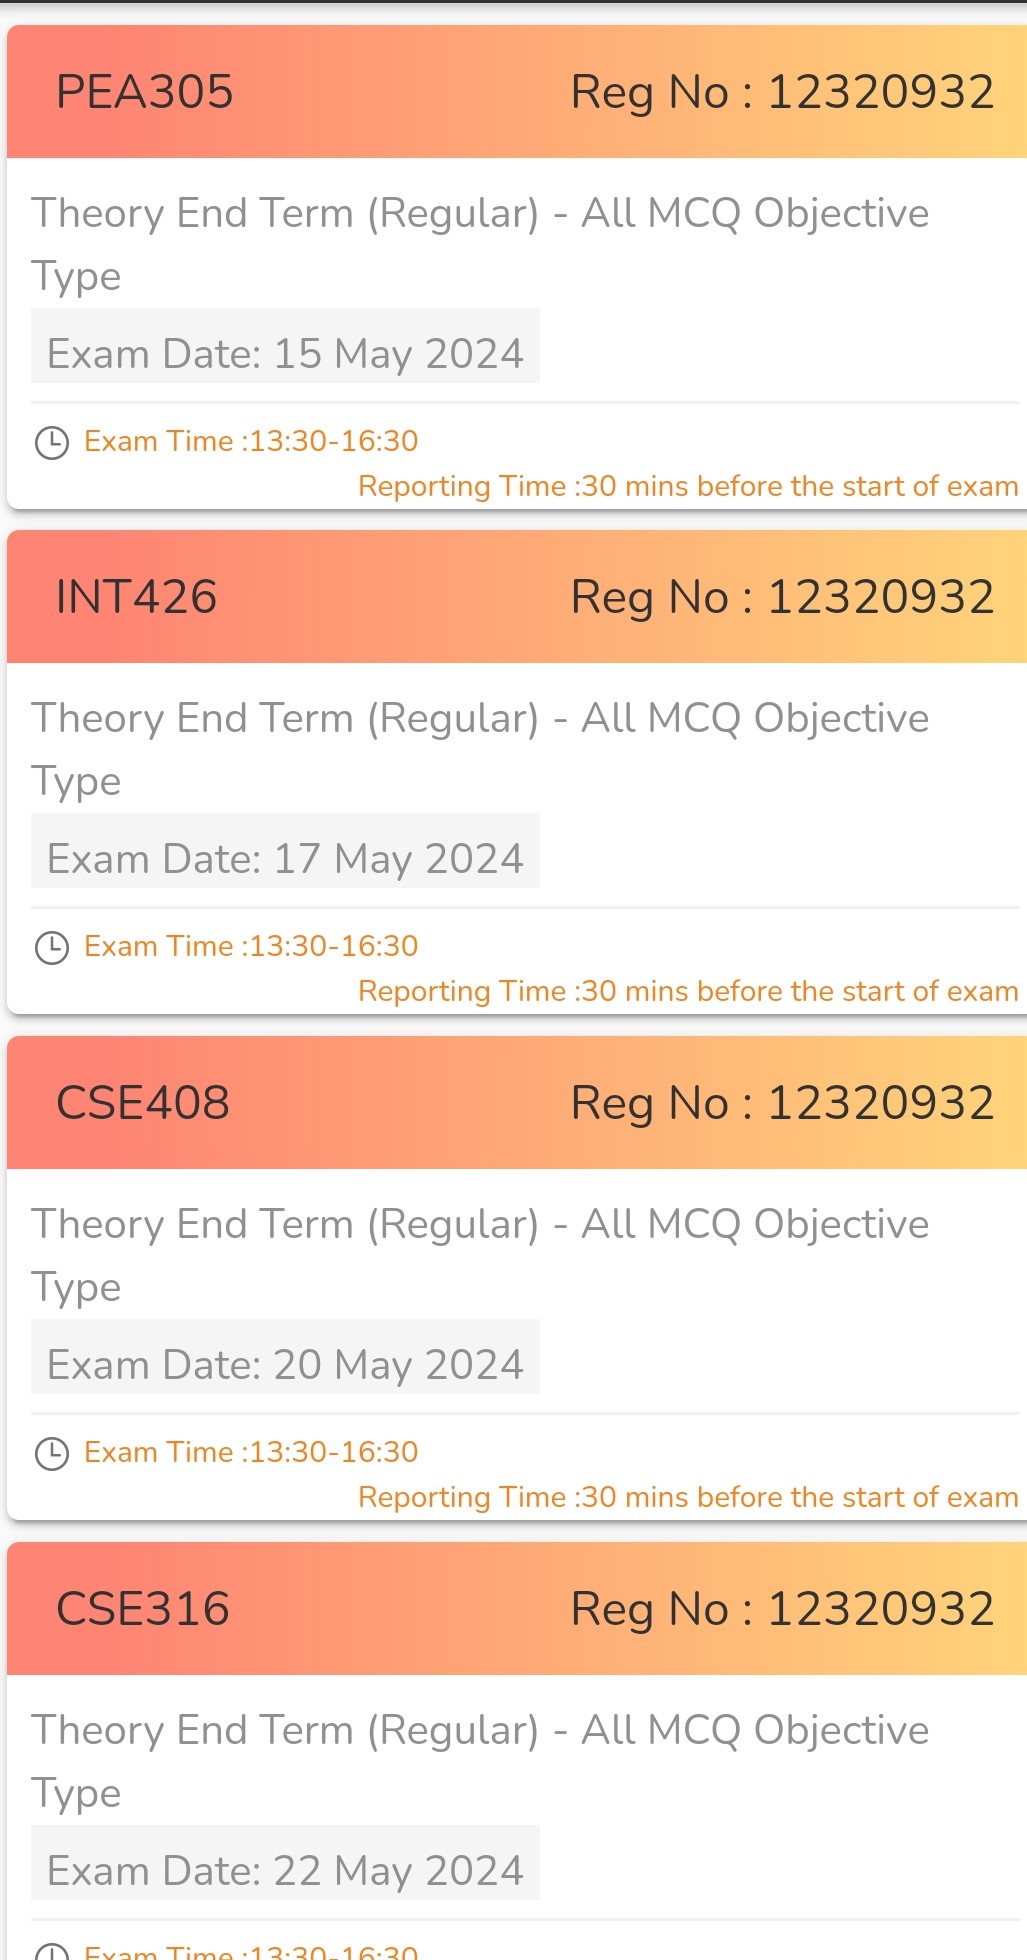 PEA305 Reg No : 12320932
Theory End Term (Regular) - All MCQ Objective
Type
Exam Date: 15 May 2024
Exam Time :13:30-16:30
Reporting Time :30 mins before the start of exam
INT426 Reg No : 12320932
Theory End Term (Regular) - All MCQ Objective
Type
Exam Date: 17 May 2024
Exam Time :13:30-16:30
Reporting Time :30 mins before the start of exam
CSE408 Reg No : 12320932
Theory End Term (Regular) - All MCQ Objective
Type
Exam Date: 20 May 2024
Exam Time :13:30-16:30
Reporting Time :30 mins before the start of exam
CSE316 Reg No : 12320932
Theory End Term (Regular) - All MCQ Objective
Type
Exam Date: 22 May 2024
Exam Time :13:30-16:30